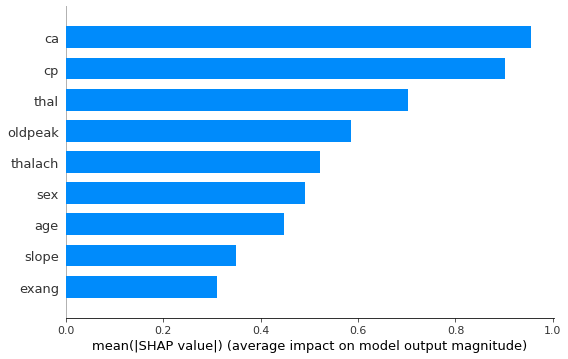 ca
cp
thal
oldpeak
thalach
sex
age
slope
exang
0.0 0.2 0.4 0.6 0.8 1.0
mean(|SHAP value|) (average impact on model output magnitude)